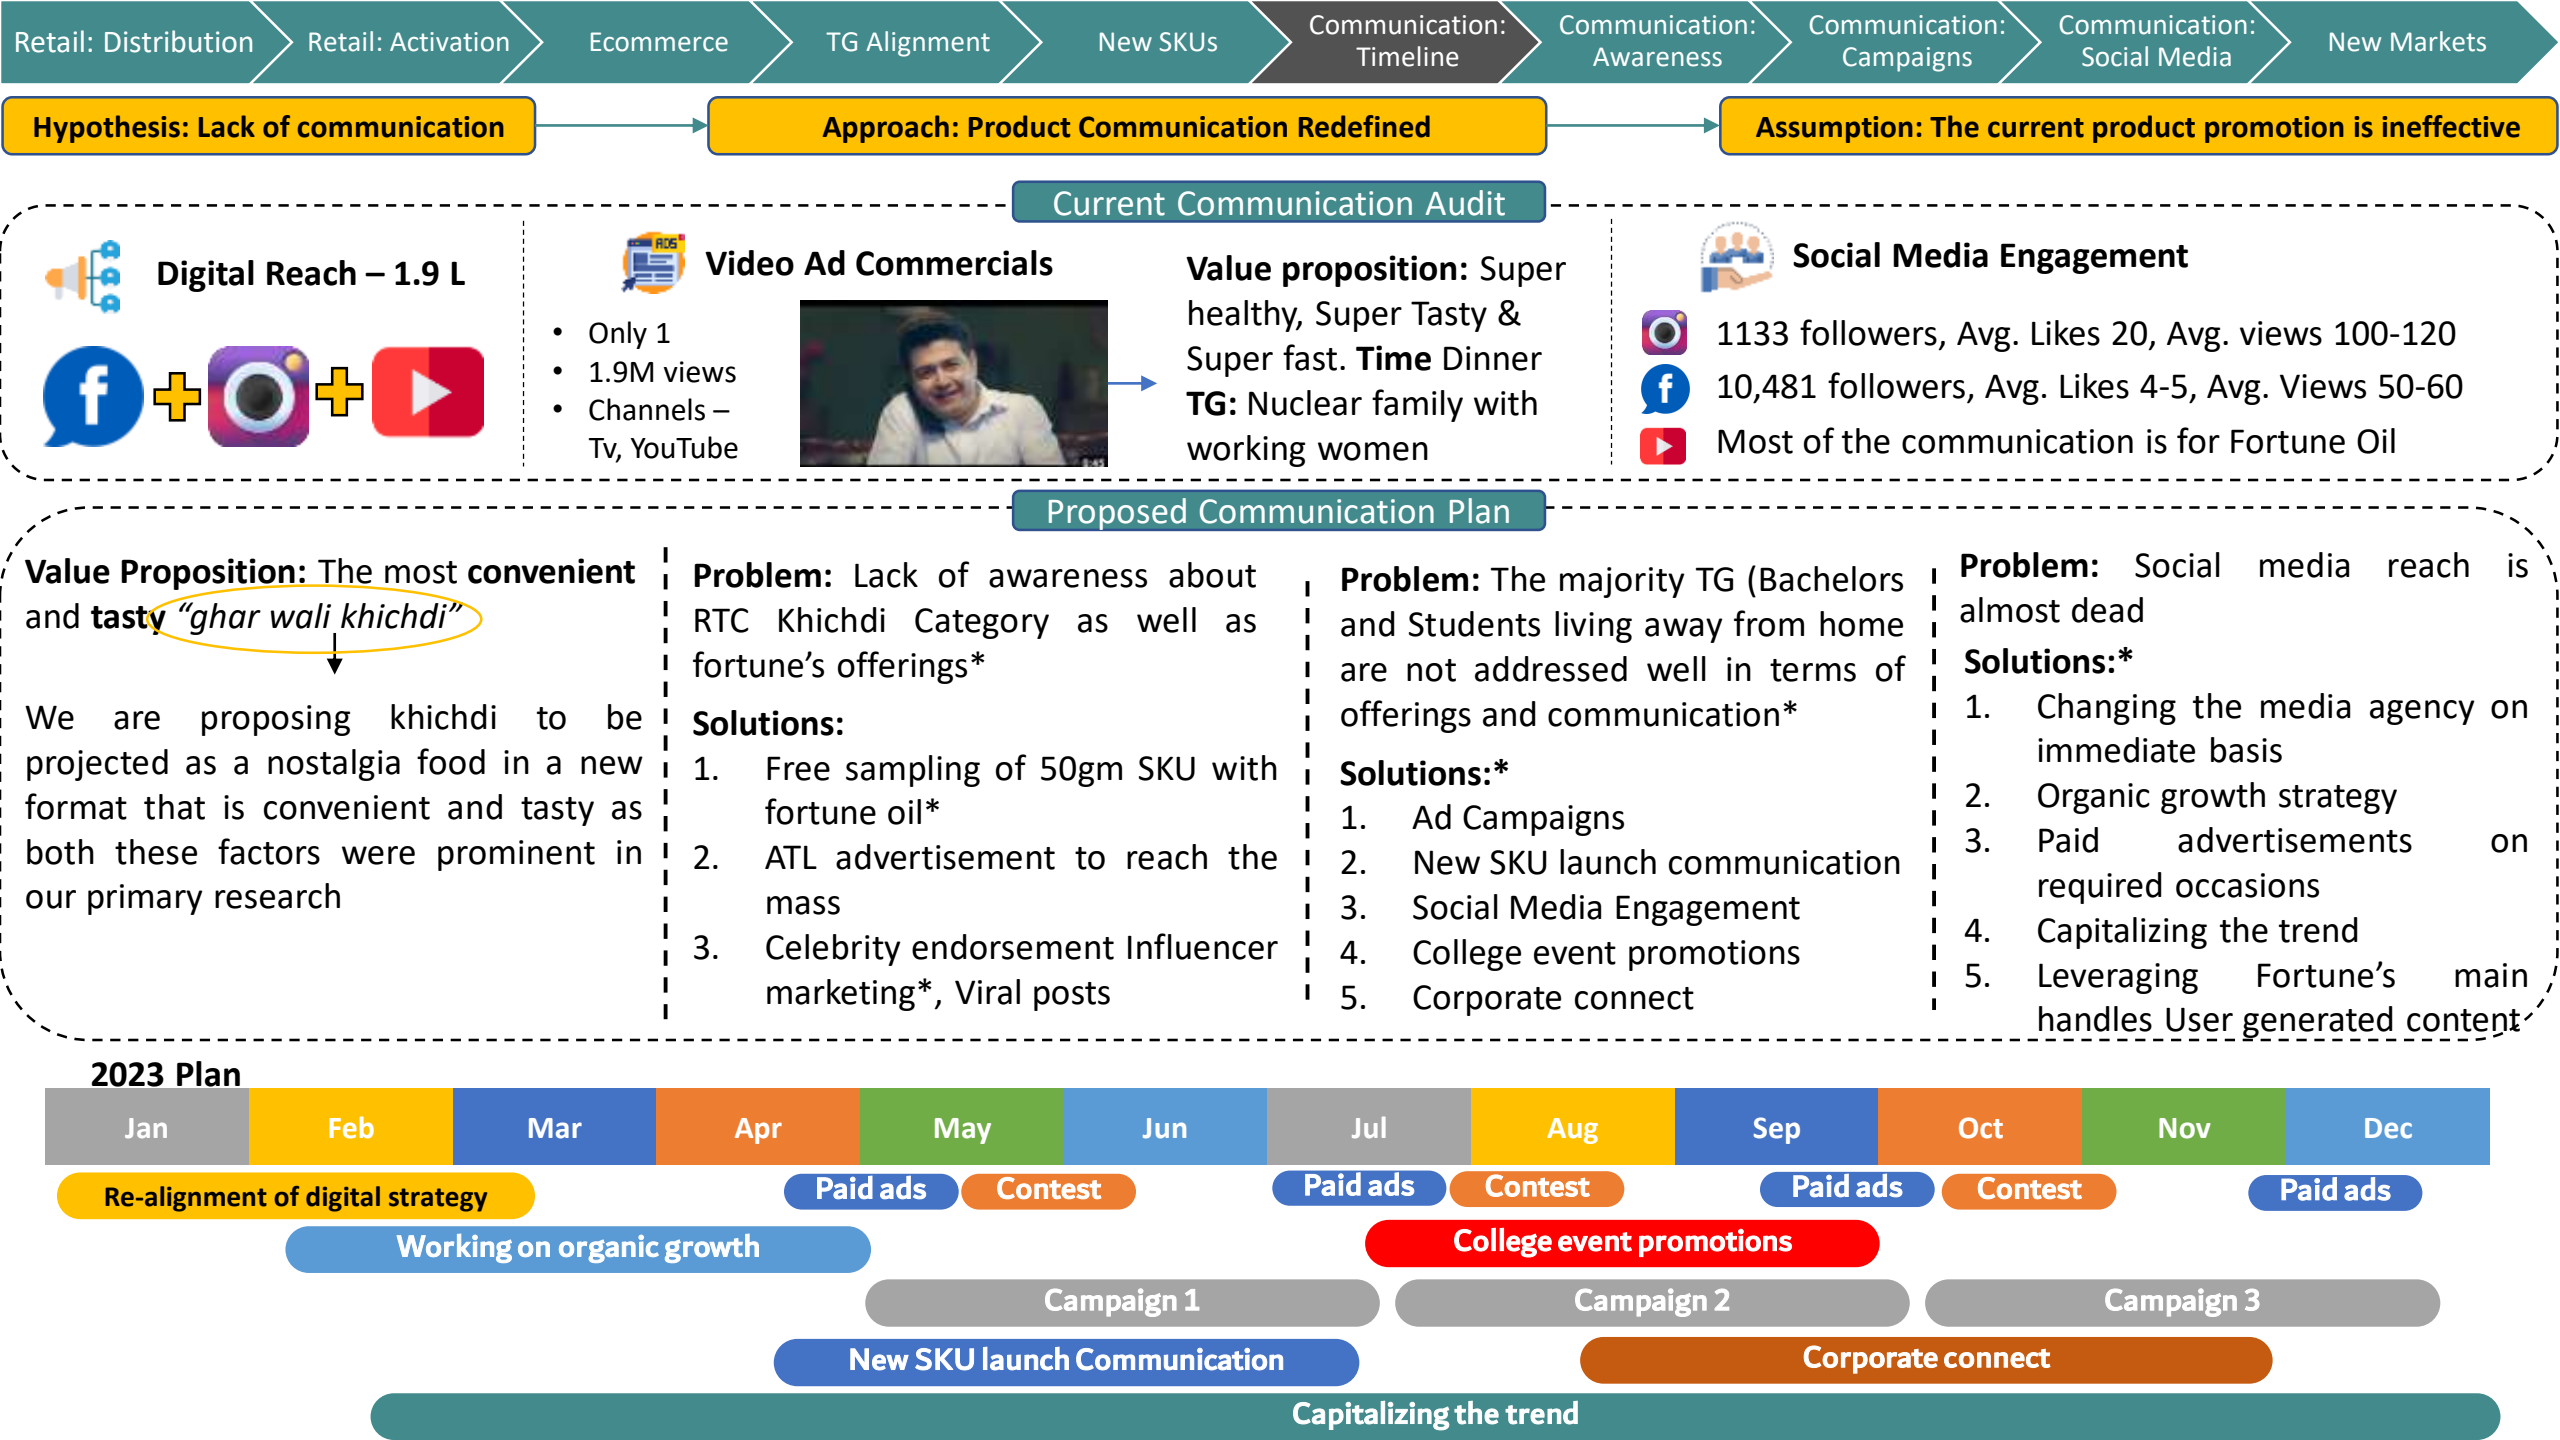 Retail: Distribution
Retail: Activation
Ecommerce
TG Alignment
New SKUs
Communication:
Timeline
Communication:
Awareness
Communication:
Campaigns
Communication:
Social Media
New Markets
Hypothesis: Lack of communication
Approach: Product Communication Redefined
Assumption: The current product promotion is ineffective
Current Communication Audit
Digital Reach – 1.9 L
ADS
Video Ad Commercials
• Only 1
• 1.9M views
• Channels –
Tv, YouTube
Value proposition: Super
healthy, Super Tasty &
Super fast. Time Dinner
TG: Nuclear family with
working women
Social Media Engagement
1133 followers, Avg. Likes 20, Avg. views 100-120
10,481 followers, Avg. Likes 4-5, Avg. Views 50-60
Most of the communication is for Fortune Oil
Proposed Communication Plan
Value Proposition: The most convenient
and tasty “ghar wali khichdi”
We are proposing khichdi to be
projected as a nostalgia food in a new
format that is convenient and tasty as
both these factors were prominent in
our primary research
Problem: Lack of awareness about
RTC Khichdi Category as well as
fortune’s offerings*
Solutions:
1. Free sampling of 50gm SKU with
fortune oil*
2. ATL advertisement to reach the
mass
3. Celebrity endorsement Influencer
marketing*, Viral posts
Problem: The majority TG (Bachelors
and Students living away from home
are not addressed well in terms of
offerings and communication*
Solutions:*
1. Ad Campaigns
2. New SKU launch communication
3. Social Media Engagement
4. College event promotions
5. Corporate connect
Problem: Social media reach is
almost dead
Solutions:*
1. Changing the media agency on
immediate basis
2. Organic growth strategy
3. Paid advertisements on
required occasions
4. Capitalizing the trend
5. Leveraging Fortune’s main
handles User generated content
2023 Plan
Jan
Feb
Mar
Apr
May
Jun
Jul
Aug
Sep
Oct
Nov
Dec
Re-alignment of digital strategy
Paid ads
Contest
Paid ads
Contest
Paid ads
Contest
Paid ads
Working on organic growth
College event promotions
Campaign 1
Campaign 2
Campaign 3
New SKU launch Communication
Corporate connect
Capitalizing the trend